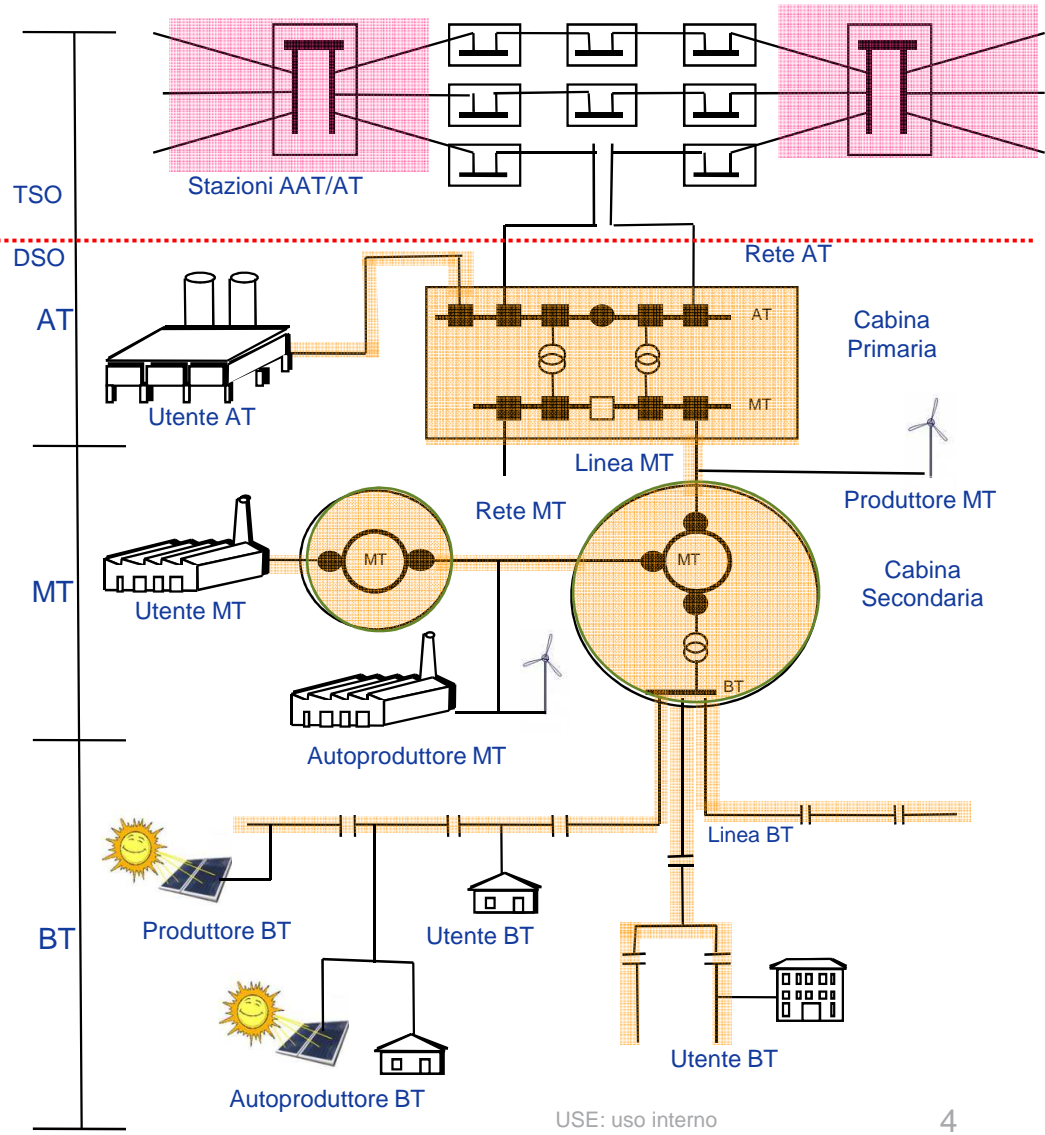 Stazioni AAT/AT
TSO
DSO
Rete AT
AT
AT
Cabina
Primaria
Utente AT
MT
Linea MT
Rete MT
Produttore MT
MT
MT
MT
Utente MT
Cabina
Secondaria
BT
Autoproduttore MT
Linea BT
BT
Produttore BT
Utente BT
Utente BT
Autoproduttore BT
USE: uso interno
4